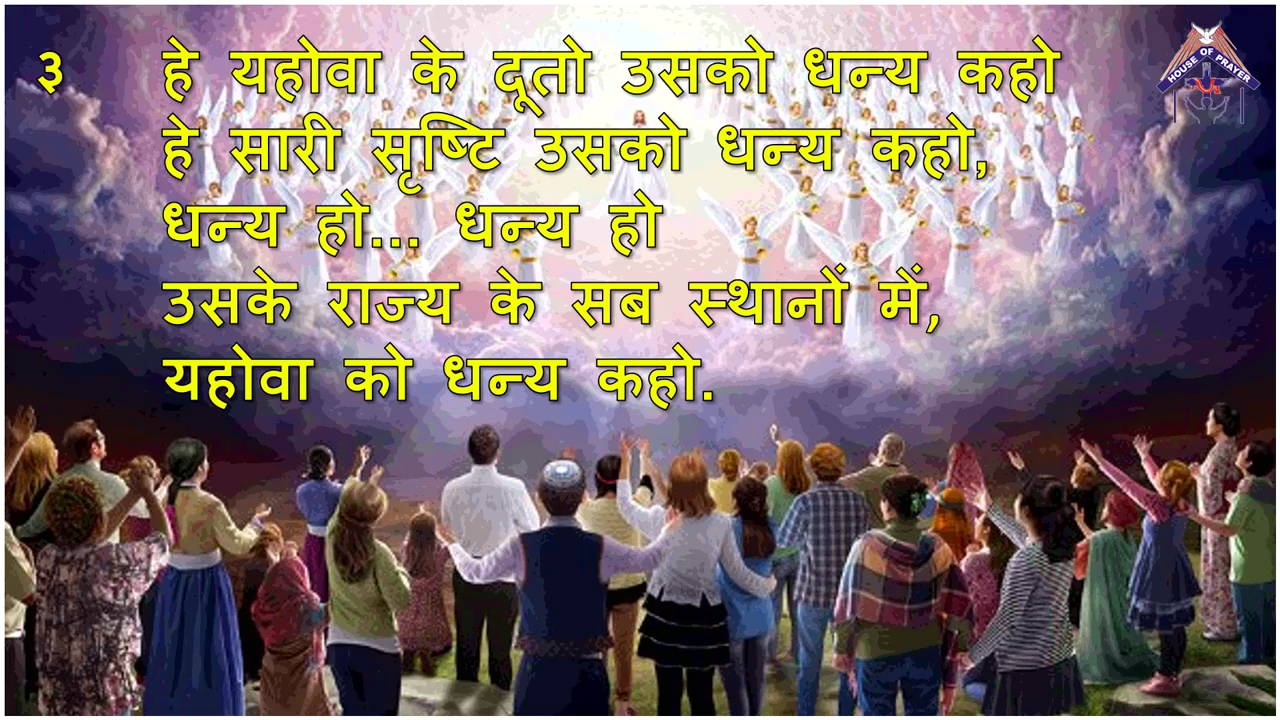 ३ हे यहोवा के दूतो उसको धन्य कहो
हे सारी सृष्टि उसको धन्य कहो,
धन्य हो... धन्य हो
उसके राज्य के सब स्थानों में,
यहोवा को धन्य कहो.
HOUSE OF PRAYER